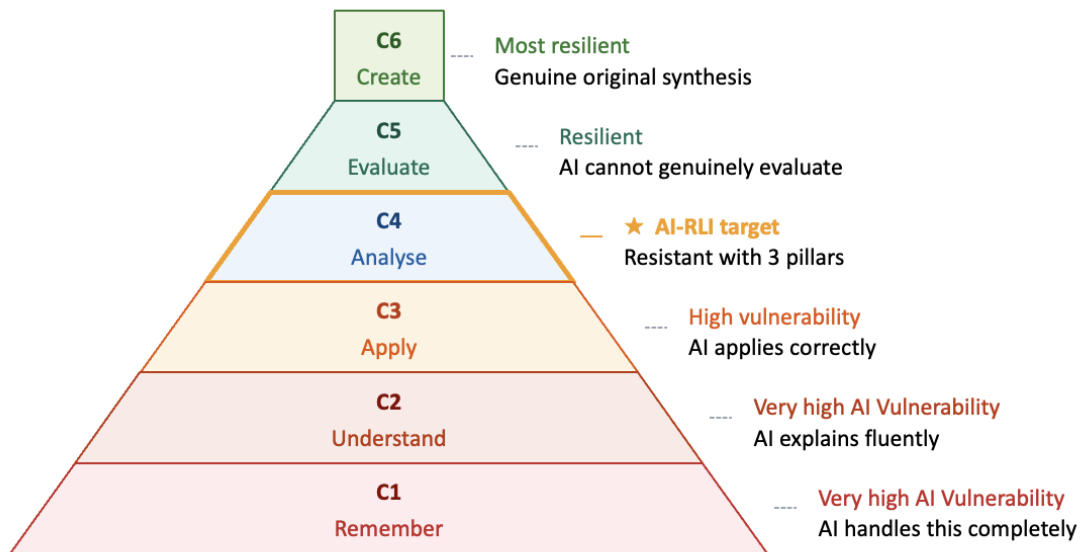 C6
Create
Most resilient
Genuine original synthesis
C5
Evaluate
Resilient
AI cannot genuinely evaluate
C4
Analyse
★ AI-RLI target
Resistant with 3 pillars
C3
Apply
High vulnerability
AI applies correctly
C2
Understand
Very high AI Vulnerability
AI explains fluently
C1
Remember
Very high AI Vulnerability
AI handles this completely